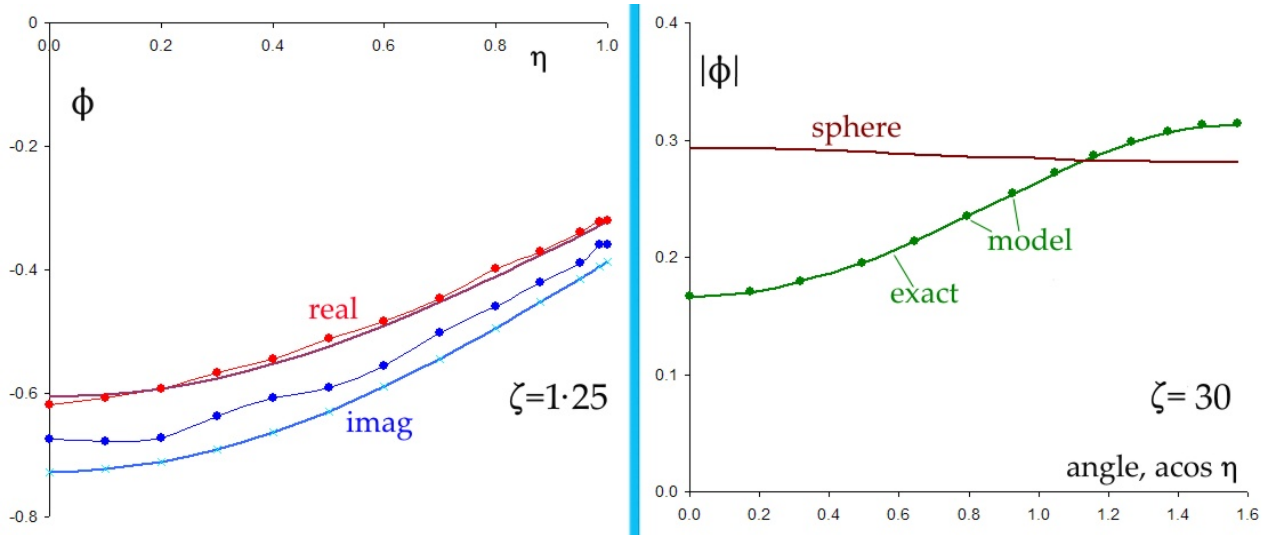 0
0.0 0.2 0.4 0.6 0.8 1.0
η
ϕ
-0.2
-0.4
real
-0.6
imag
ζ=1·25
-0.8
0.4
|ϕ|
sphere
0.3
model
0.2
exact
0.1
ζ= 30
angle, acos η
0.0
0.0 0.2 0.4 0.6 0.8 1.0 1.2 1.4 1.6